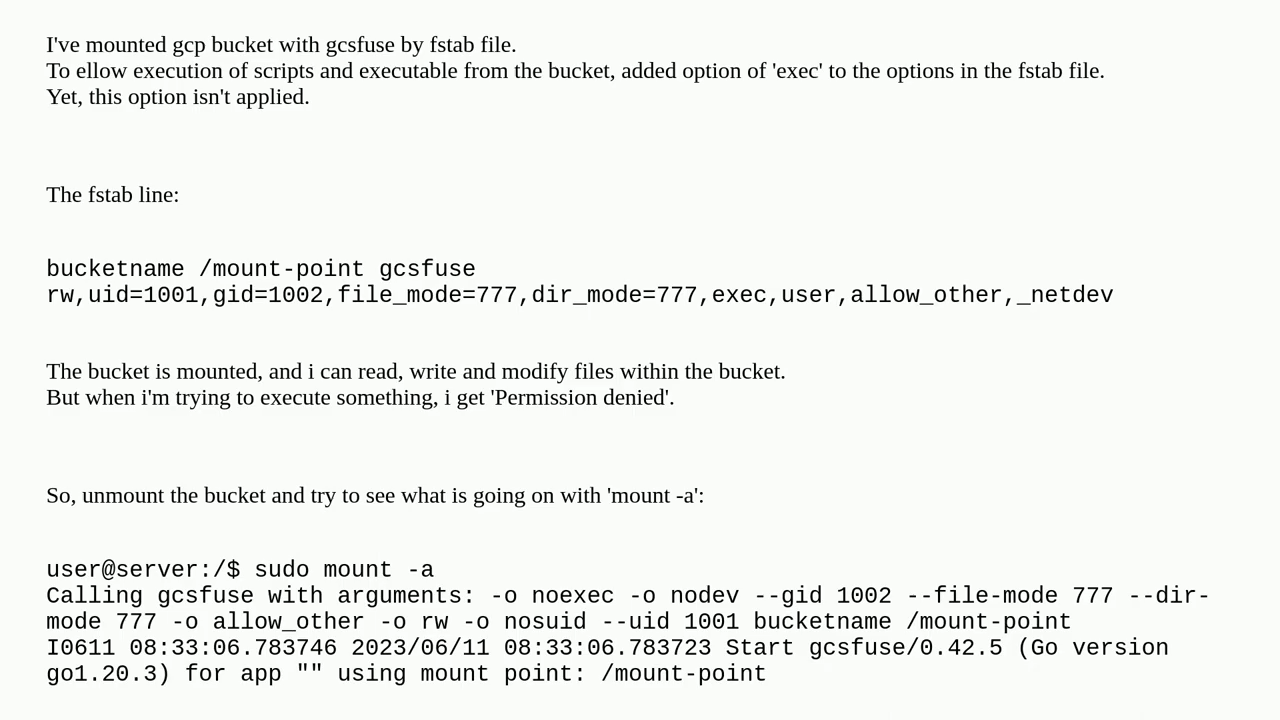 I've mounted gcp bucket with gcsfuse by fstab file.
To ellow execution of scripts and executable from the bucket, added option of 'exec' to the options in the fstab file.
Yet, this option isn't applied.
The fstab line:
bucketname /mount-point gcsfuse
rw,uid=1001,gid=1002,file_mode=777,dir_mode=777,exec,user,allow_other,_netdev
The bucket is mounted, and i can read, write and modify files within the bucket.
But when i'm trying to execute something, i get 'Permission denied'.
So, unmount the bucket and try to see what is going on with 'mount -a':
user@server:/$ sudo mount -a
Calling gcsfuse with arguments: -o noexec -o nodev --gid 1002 --file-mode 777 --dir-
mode 777 -o allow_other -o rw -o nosuid --uid 1001 bucketname /mount-point
I0611 08:33:06.783746 2023/06/11 08:33:06.783723 Start gcsfuse/0.42.5 (Go version
go1.20.3) for app "" using mount point: /mount-point